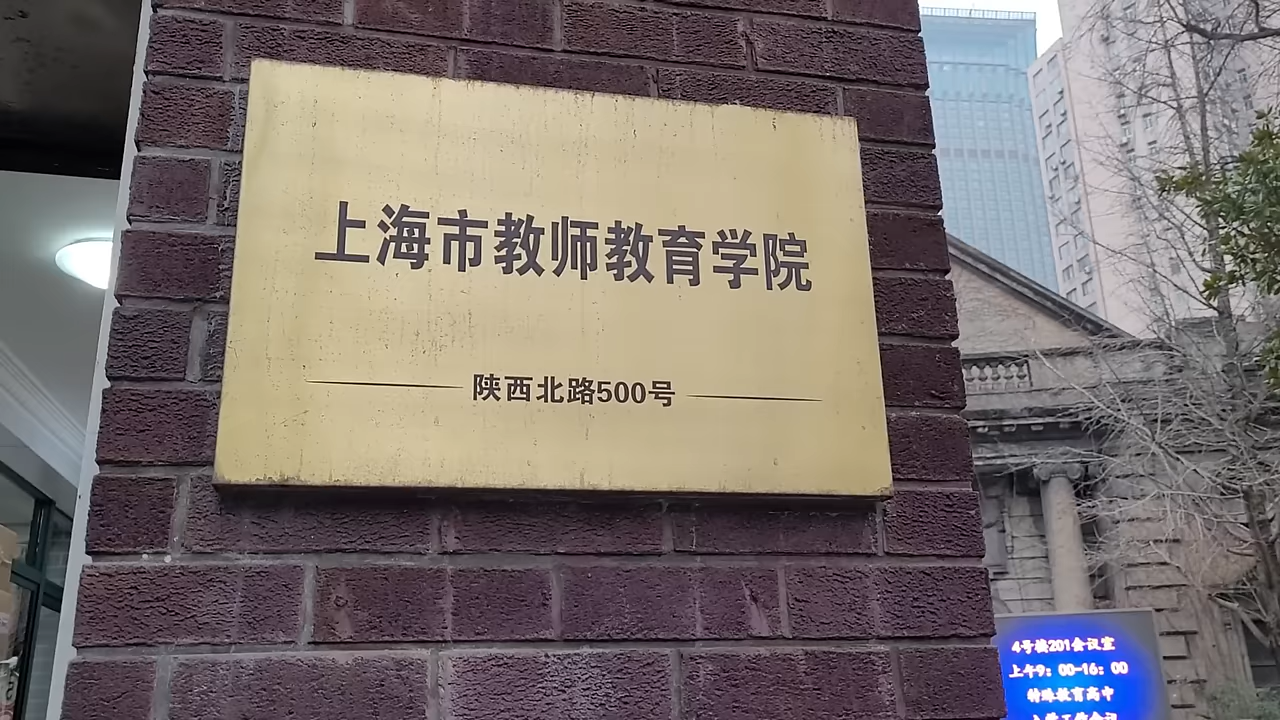 上海市教师教育学院
陕西北路500号
4号楼201会议室
上午9：00-16：00
特殊教育高中